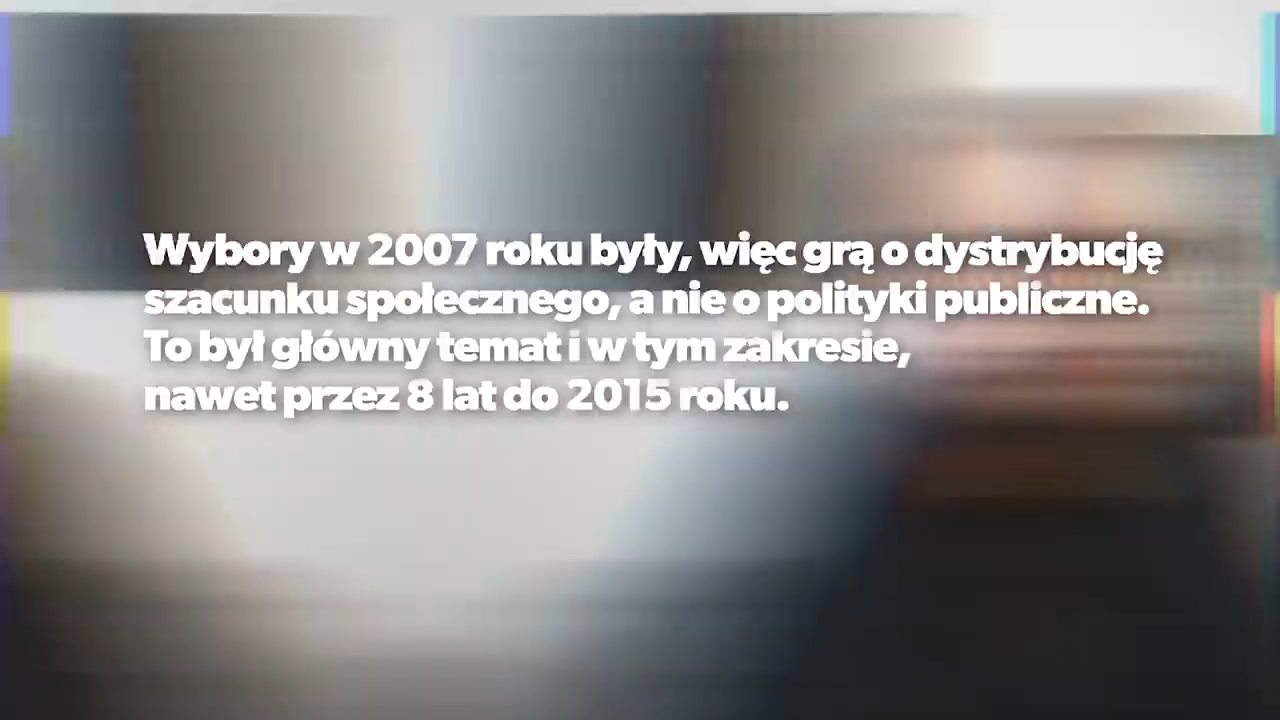 Wybory w 2007 roku były, więc grą o dystrybucję
szacunku społecznego, a nie o polityki publiczne.
To był główny temat i w tym zakresie,
nawet przez 8 lat do 2015 roku.